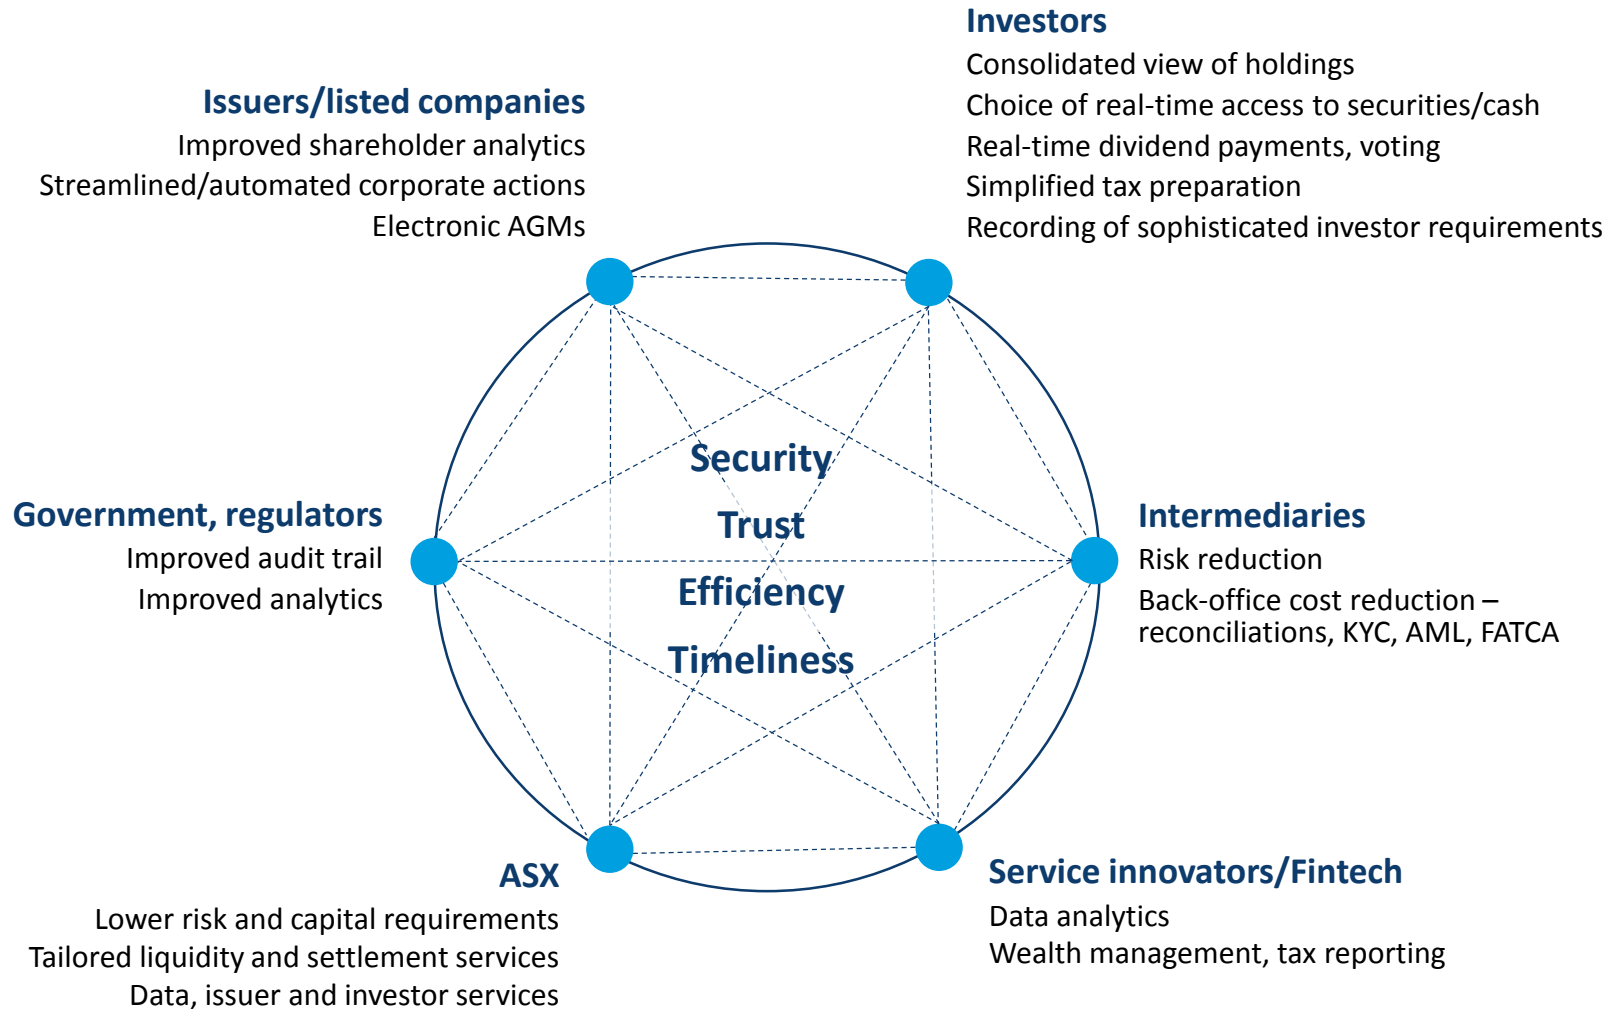 Investors
Consolidated view of holdings
Choice of real-time access to securities/cash
Real-time dividend payments, voting
Simplified tax preparation
Recording of sophisticated investor requirements
Issuers/listed companies
Improved shareholder analytics
Streamlined/automated corporate actions
Electronic AGMs
Security
Trust
Efficiency
Timeliness
Government, regulators
Improved audit trail
Improved analytics
Intermediaries
Risk reduction
Back-office cost reduction –
reconciliations, KYC, AML, FATCA
ASX
Lower risk and capital requirements
Tailored liquidity and settlement services
Data, issuer and investor services
Service innovators/Fintech
Data analytics
Wealth management, tax reporting